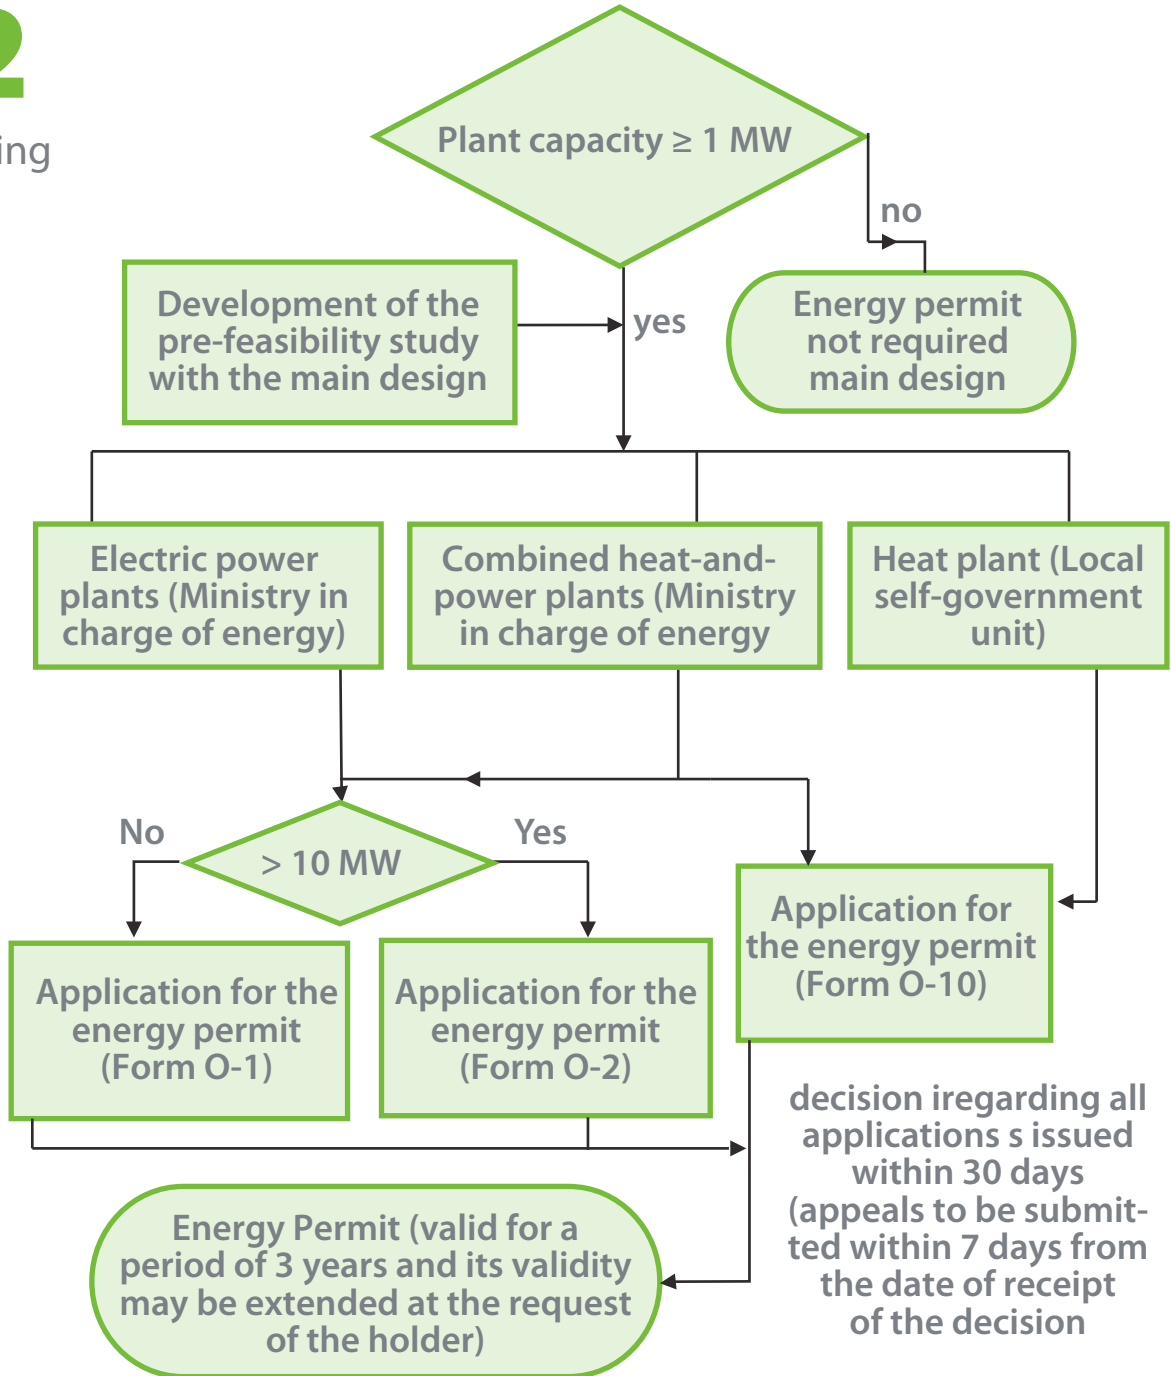 2
ing
Plant capacity ≥ 1 MW
no
Development of the
pre-feasibility study
with the main design
yes
Energy permit
not required
main design
Electric power
plants (Ministry in
charge of energy)
Combined heat-and-
power plants (Ministry
in charge of energy
Heat plant (Local
self-government
unit)
No
> 10 MW
Yes
Application for the
energy permit
(Form O-1)
Application for the
energy permit
(Form O-2)
Application for
the energy permit
(Form O-10)
decision iregarding all
applications s issued
within 30 days
(appeals to be submit-
ted within 7 days from
the date of receipt
of the decision
Energy Permit (valid for a
period of 3 years and its validity
may be extended at the request
of the holder)